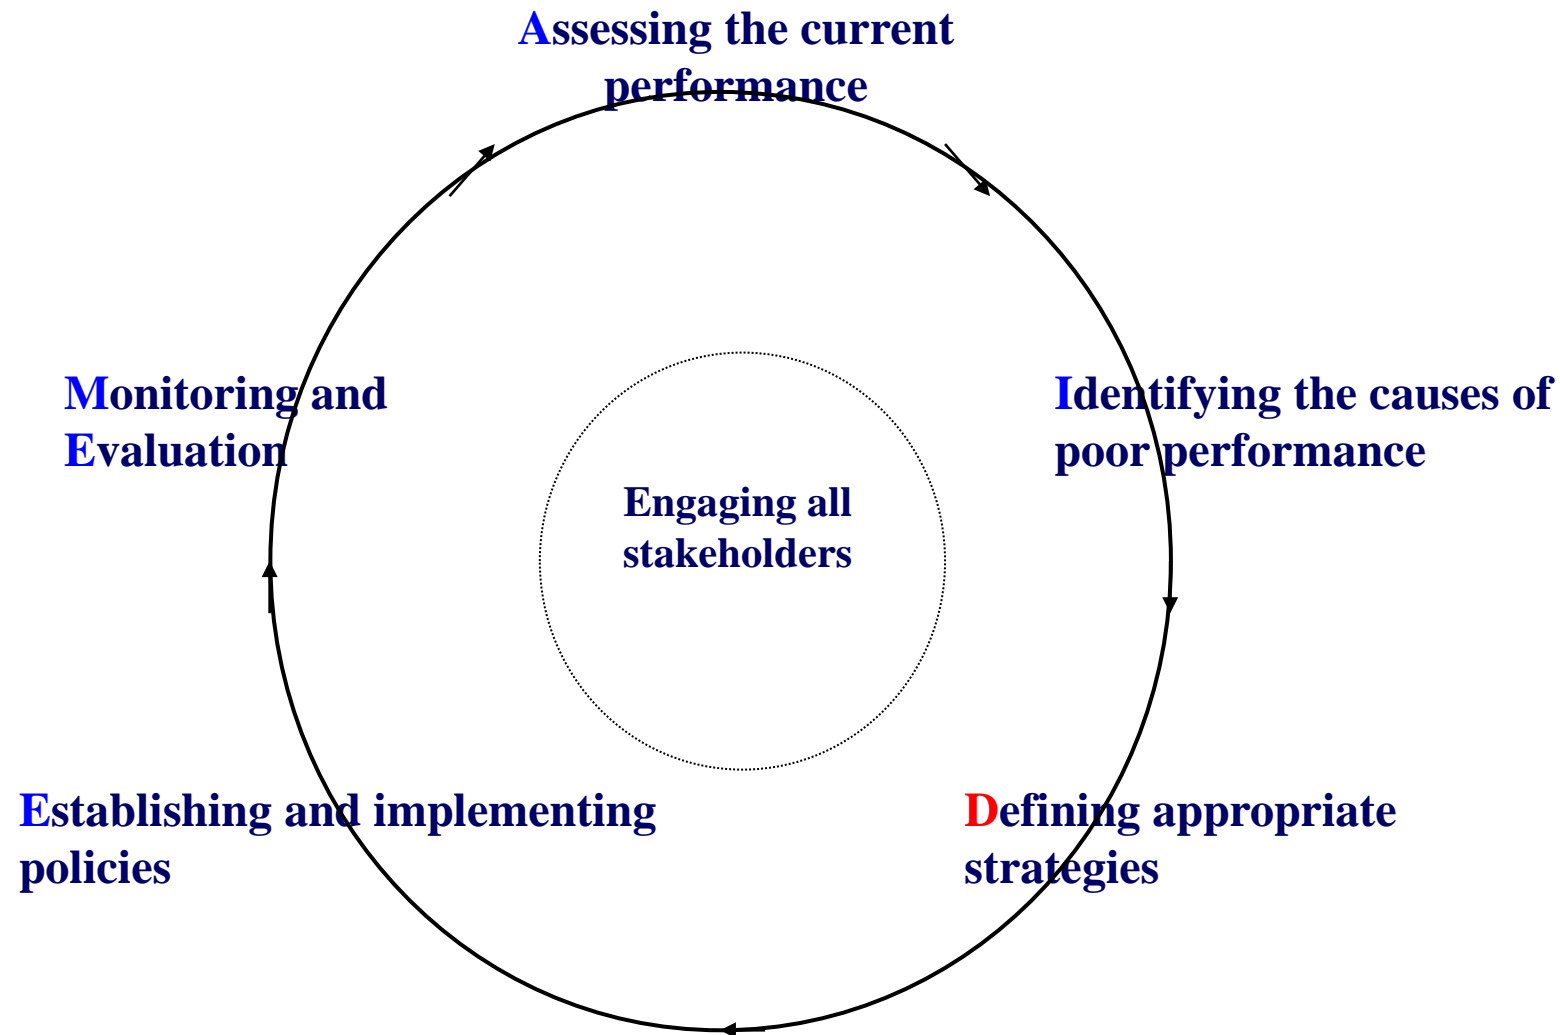 Assessing the current
performance
Identifying the causes of
poor performance
Defining appropriate
strategies
Establishing and implementing
policies
Monitoring and
Evaluation
Engaging all
stakeholders